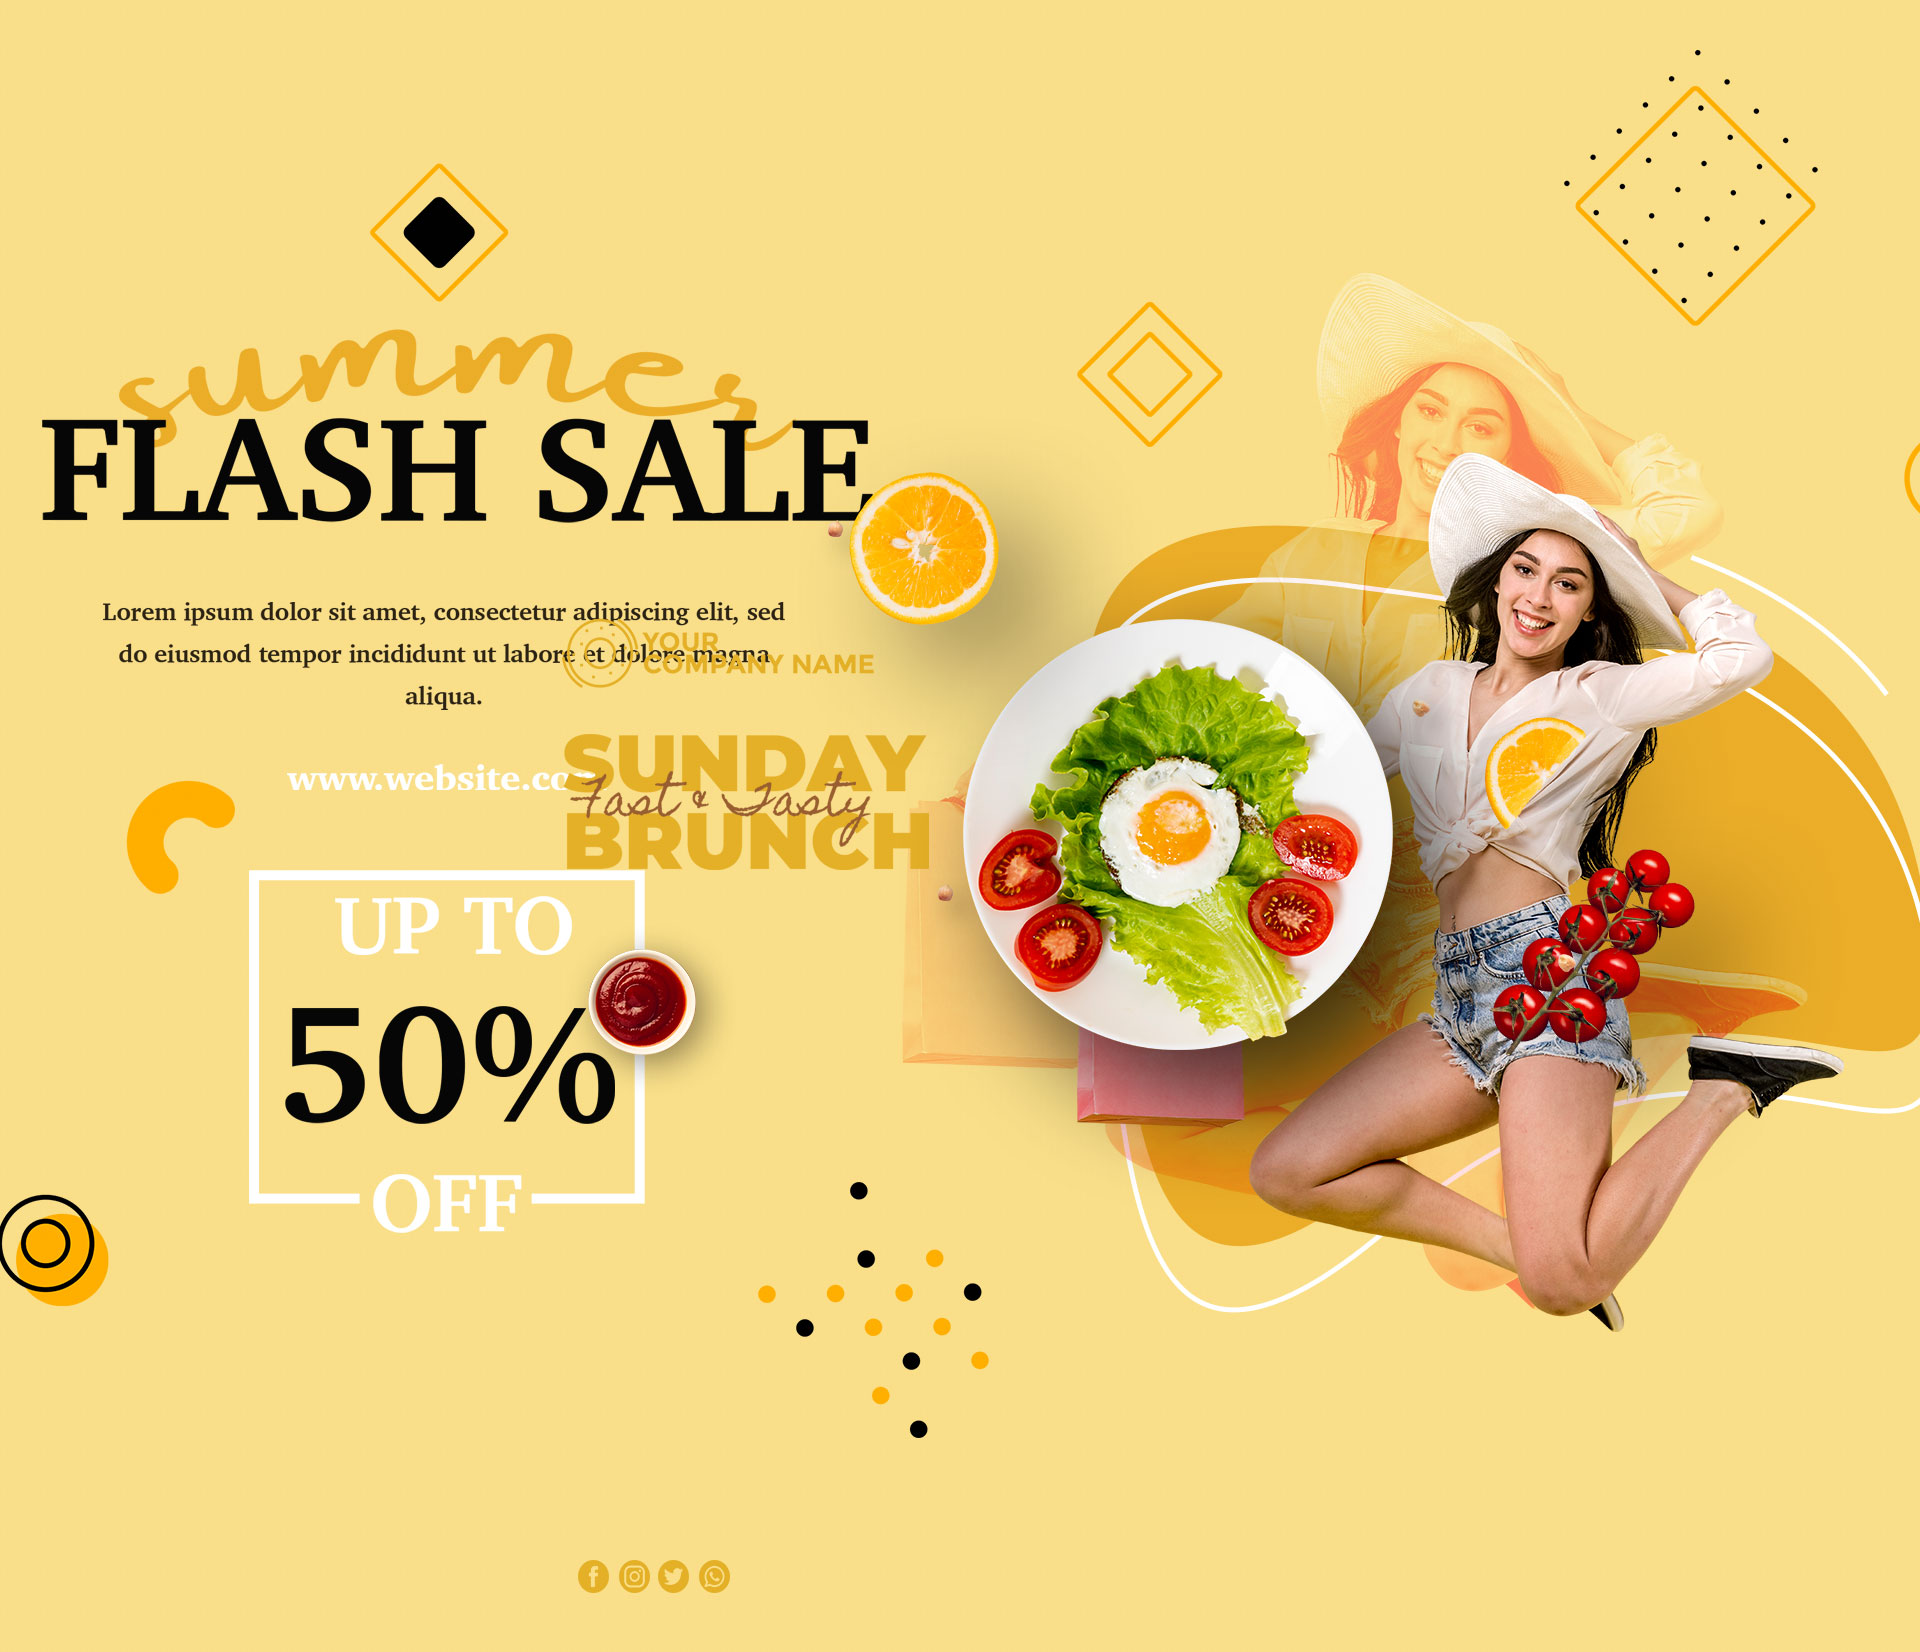 summer
FLASH SALE
Lorem ipsum dolor sit amet, consectetur adipiscing elit, sed
do eiusmod tempor incididunt ut labore et dolore magna
aliqua.
YOUR
COMPANY NAME
www.website.com
SUNDAY
Fast & Tasty
BRUNCH
UP TO
50%
OFF